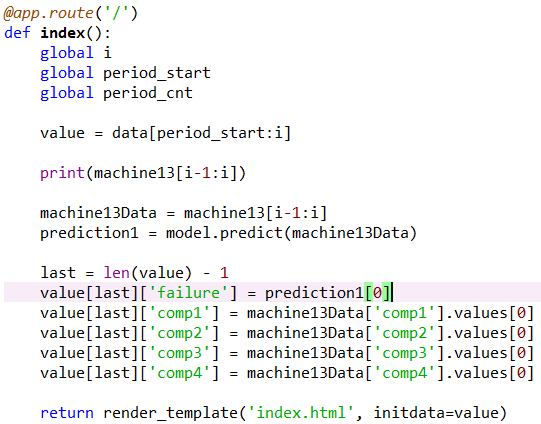 @app.route('/')
def index():
    global i
    global period_start
    global period_cnt

    value = data[period_start:i]

    print(machine13[i-1:i])

    machine13Data = machine13[i-1:i]
    prediction1 = model.predict(machine13Data)

    last = len(value) - 1
    value[last]['failure'] = prediction1[0]
    value[last]['comp1'] = machine13Data['comp1'].values[0]
    value[last]['comp2'] = machine13Data['comp2'].values[0]
    value[last]['comp3'] = machine13Data['comp3'].values[0]
    value[last]['comp4'] = machine13Data['comp4'].values[0]

    return render_template('index.html', initdata=value)